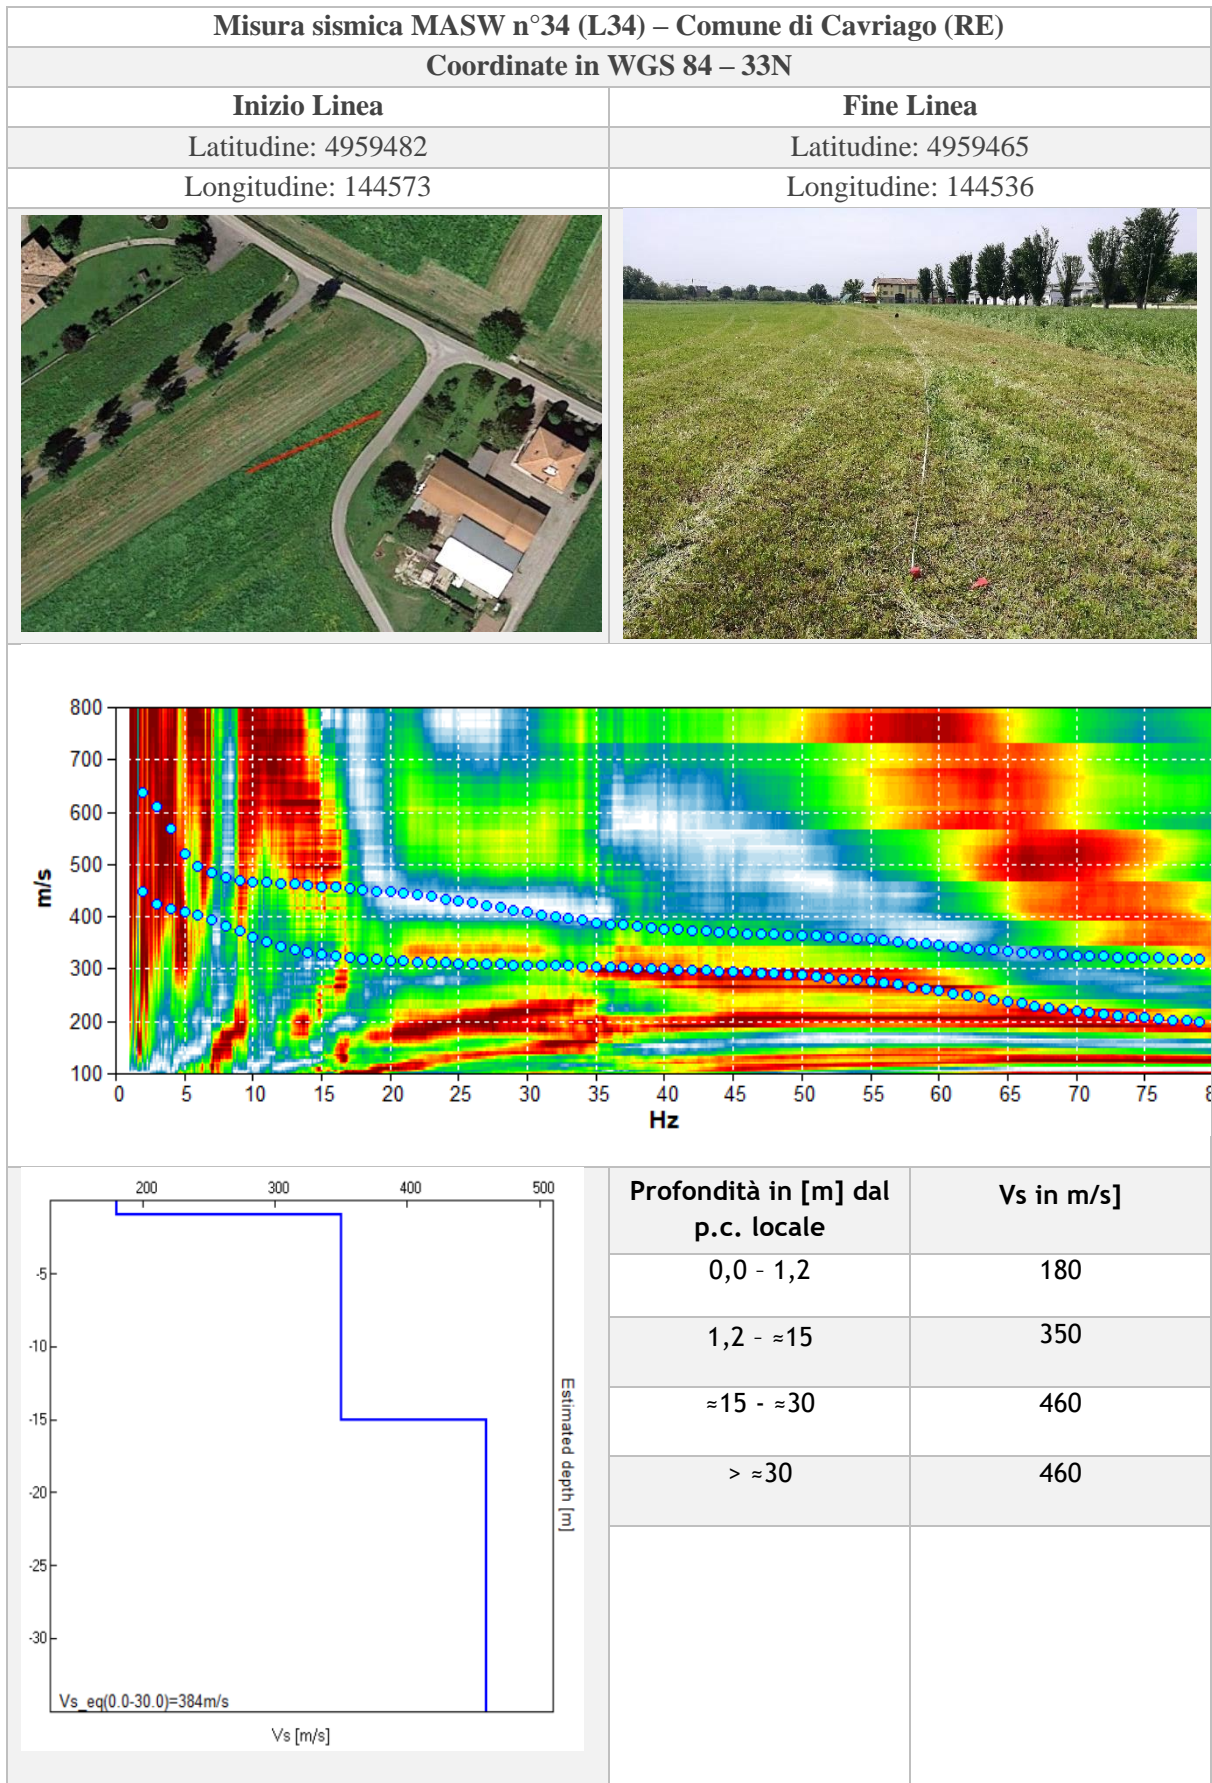 Misura sismica MASW n°34 (L34) – Comune di Cavriago (RE)
Coordinate in WGS 84 – 33N
Inizio Linea
Fine Linea
Latitudine: 4959482
Latitudine: 4959465
Longitudine: 144573
Longitudine: 144536
800
700
600
500
400
300
200
100
m/s
0 5 10 15 20 25 30 35 40 45 50 55 60 65 70 75
Hz
200 300 400 500
-5
-10
-15
-20
-25
-30
Estimated depth [m]
Vs_eq(0.0-30.0)=384m/s
Vs [m/s]
Profondità in [m] dal
p.c. locale
Vs in m/s]
0,0 – 1,2
180
1,2 – ≈15
350
≈15 - ≈30
460
> ≈30
460